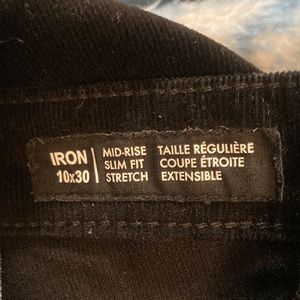 IRON
10x30
MID-RISE
SLIM FIT
STRETCH
TAILLE RÉGULIÈRE
COUPE ÉTROITE
EXTENSIBLE